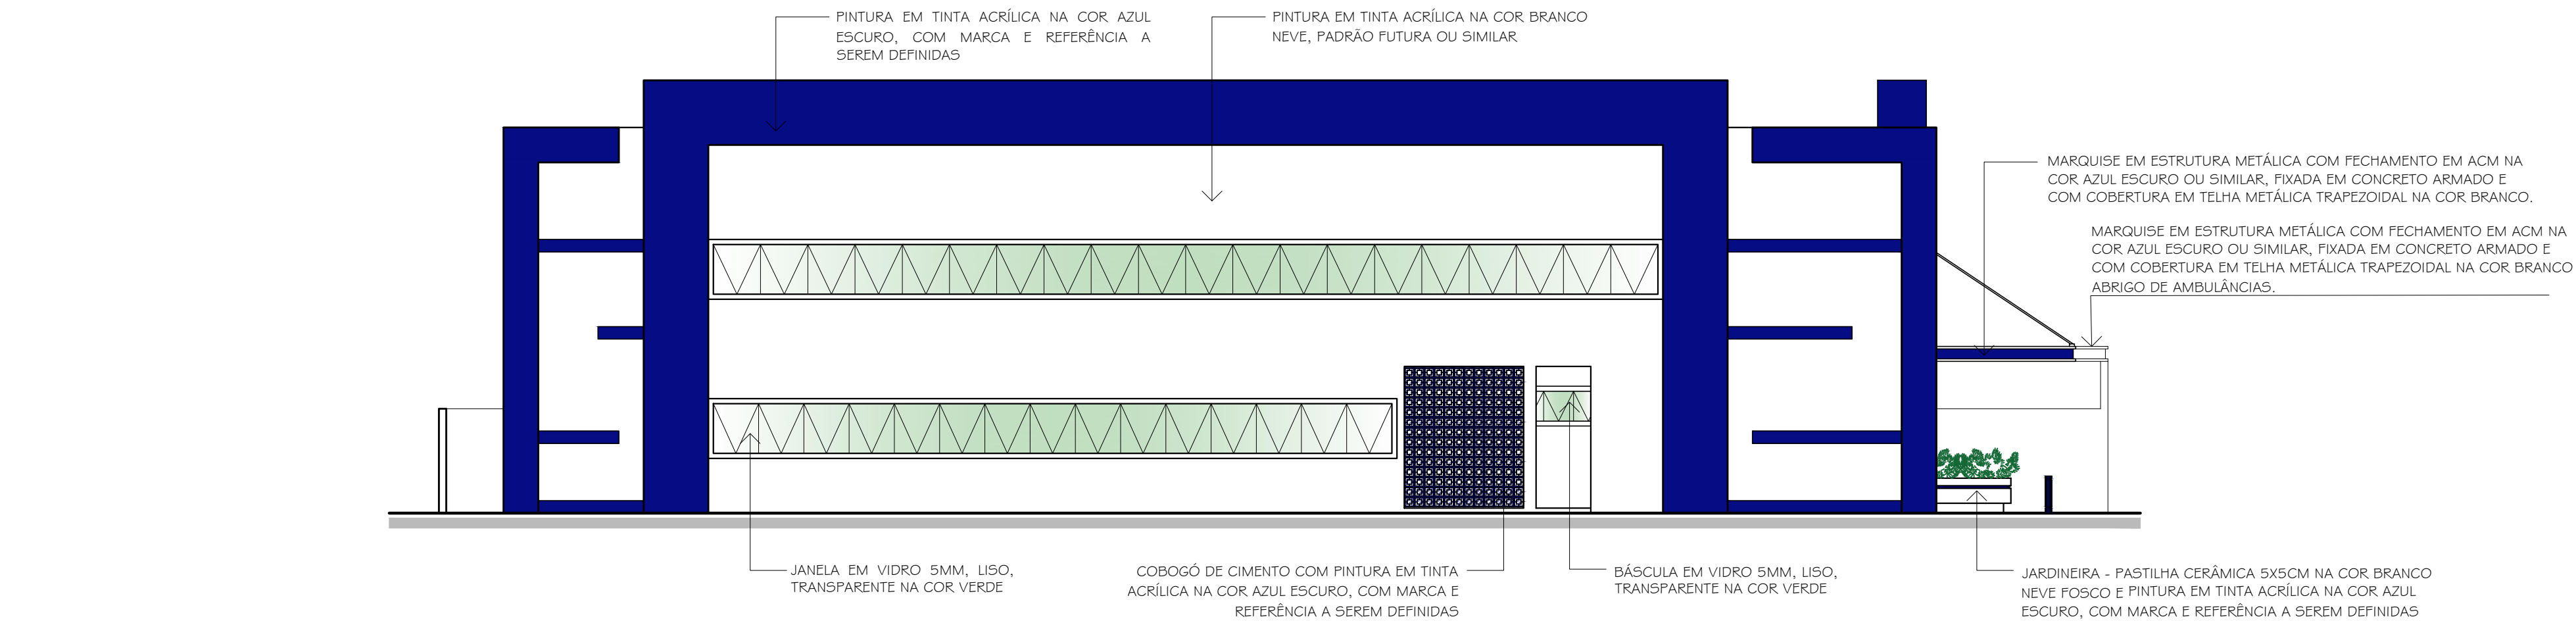 PINTURA EM TINTA ACRÍLICA NA COR AZUL
ESCURO, COM MARCA E REFERÊNCIA A
SEREM DEFINIDAS
PINTURA EM TINTA ACRÍLICA NA COR BRANCO
NEVE, PADRÃO FUTURA OU SIMILAR
MARQUISE EM ESTRUTURA METÁLICA COM FECHAMENTO EM ACM NA
COR AZUL ESCURO OU SIMILAR, FIXADA EM CONCRETO ARMADO E
COM COBERTURA EM TELHA METÁLICA TRAPEZOIDAL NA COR BRANCO.
MARQUISE EM ESTRUTURA METÁLICA COM FECHAMENTO EM ACM NA
COR AZUL ESCURO OU SIMILAR, FIXADA EM CONCRETO ARMADO E
COM COBERTURA EM TELHA METÁLICA TRAPEZOIDAL NA COR BRANCO
ABRIGO DE AMBULÂNCIAS.
JANELA EM VIDRO 5MM, LISO,
TRANSPARENTE NA COR VERDE
COBOGÓ DE CIMENTO COM PINTURA EM TINTA
ACRÍLICA NA COR AZUL ESCURO, COM MARCA E
REFERÊNCIA A SEREM DEFINIDAS
BÁSCULA EM VIDRO 5MM, LISO,
TRANSPARENTE NA COR VERDE
JARDINEIRA - PASTILHA CERÂMICA 5X5CM NA COR BRANCO
NEVE FOSCO E PINTURA EM TINTA ACRÍLICA NA COR AZUL
ESCURO, COM MARCA E REFERÊNCIA A SEREM DEFINIDAS